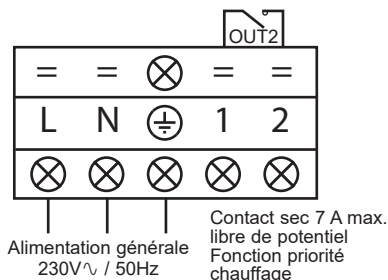 OUT2
= = = =
L N 1 2
Alimentation générale
230V∿ / 50Hz
Contact sec 7 A max.
libre de potentiel
Fonction priorité
chauffage